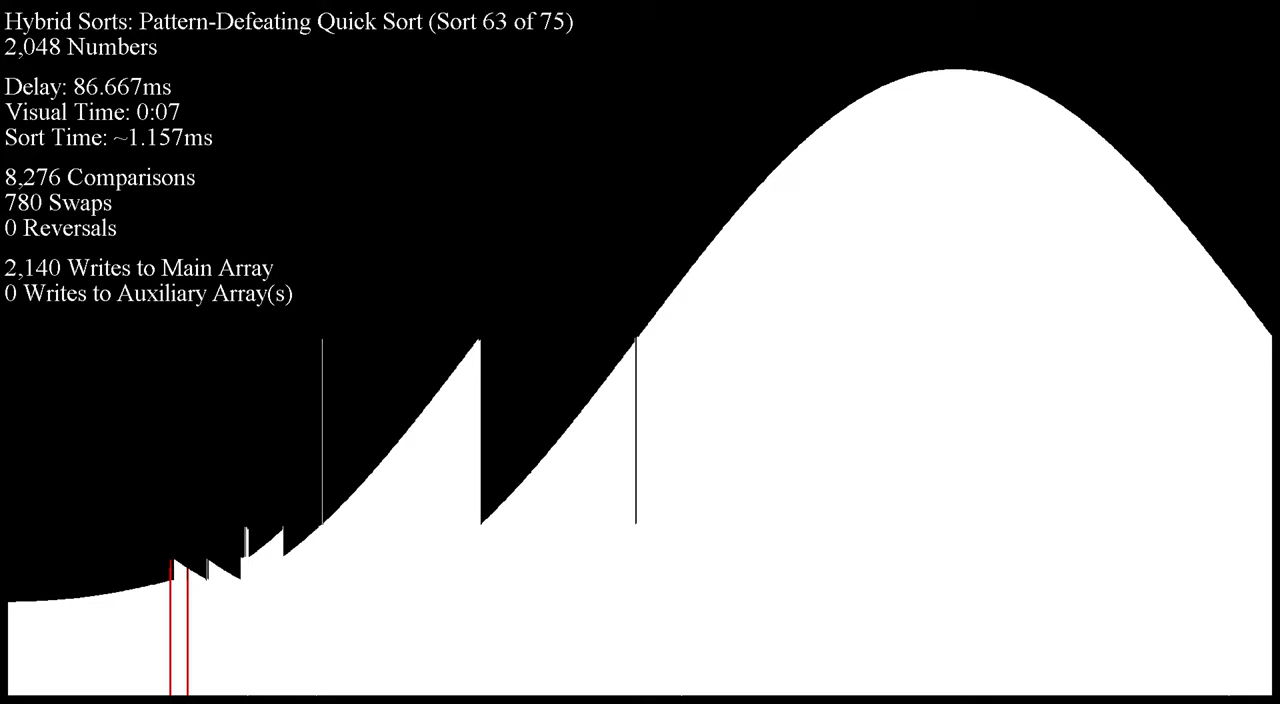 Hybrid Sorts: Pattern-Defeating Quick Sort (Sort 63 of 75)
2,048 Numbers
Delay: 86.667ms
Visual Time: 0:07
Sort Time: ~1.157ms
8,276 Comparisons
780 Swaps
0 Reversals
2,140 Writes to Main Array
0 Writes to Auxiliary Array(s)